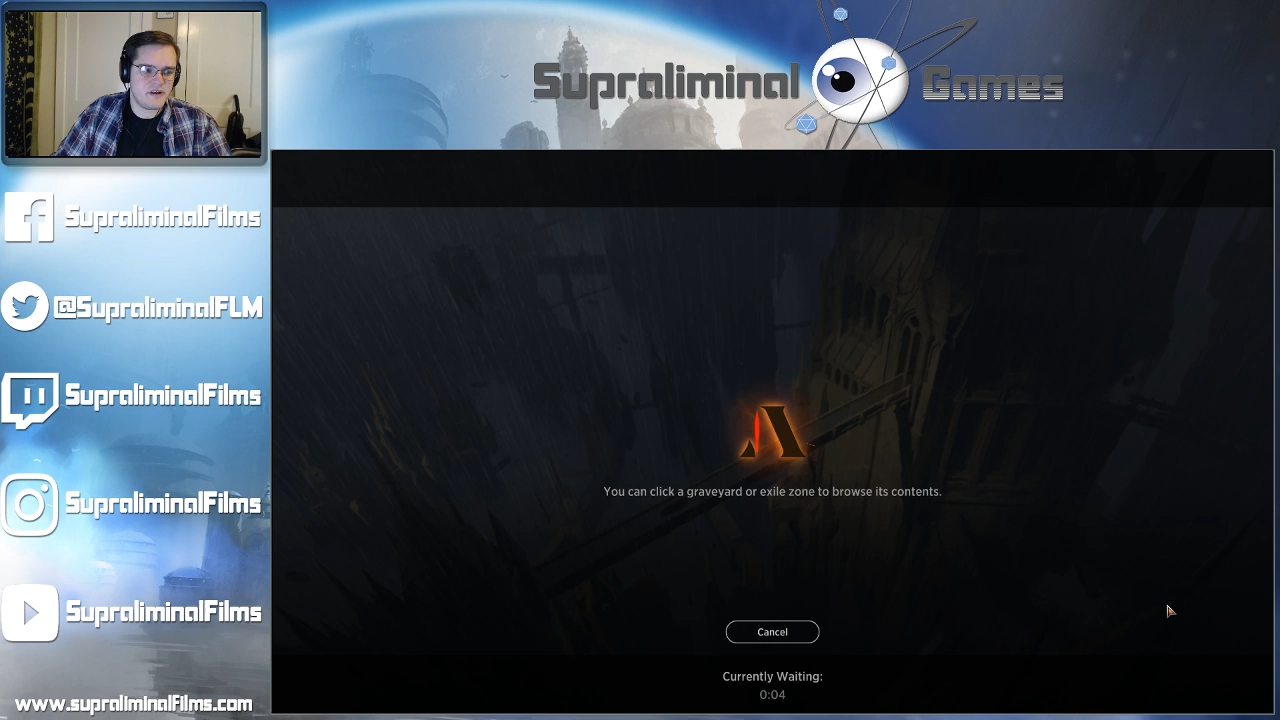 Supraliminal Games
SupraliminalFilms
@SupraliminalFLM
SupraliminalFilms
SupraliminalFilms
SupraliminalFilms
www.supraliminalfilms.com
You can click a graveyard or exile zone to browse its contents.
Cancel
Currently Waiting:
0:04